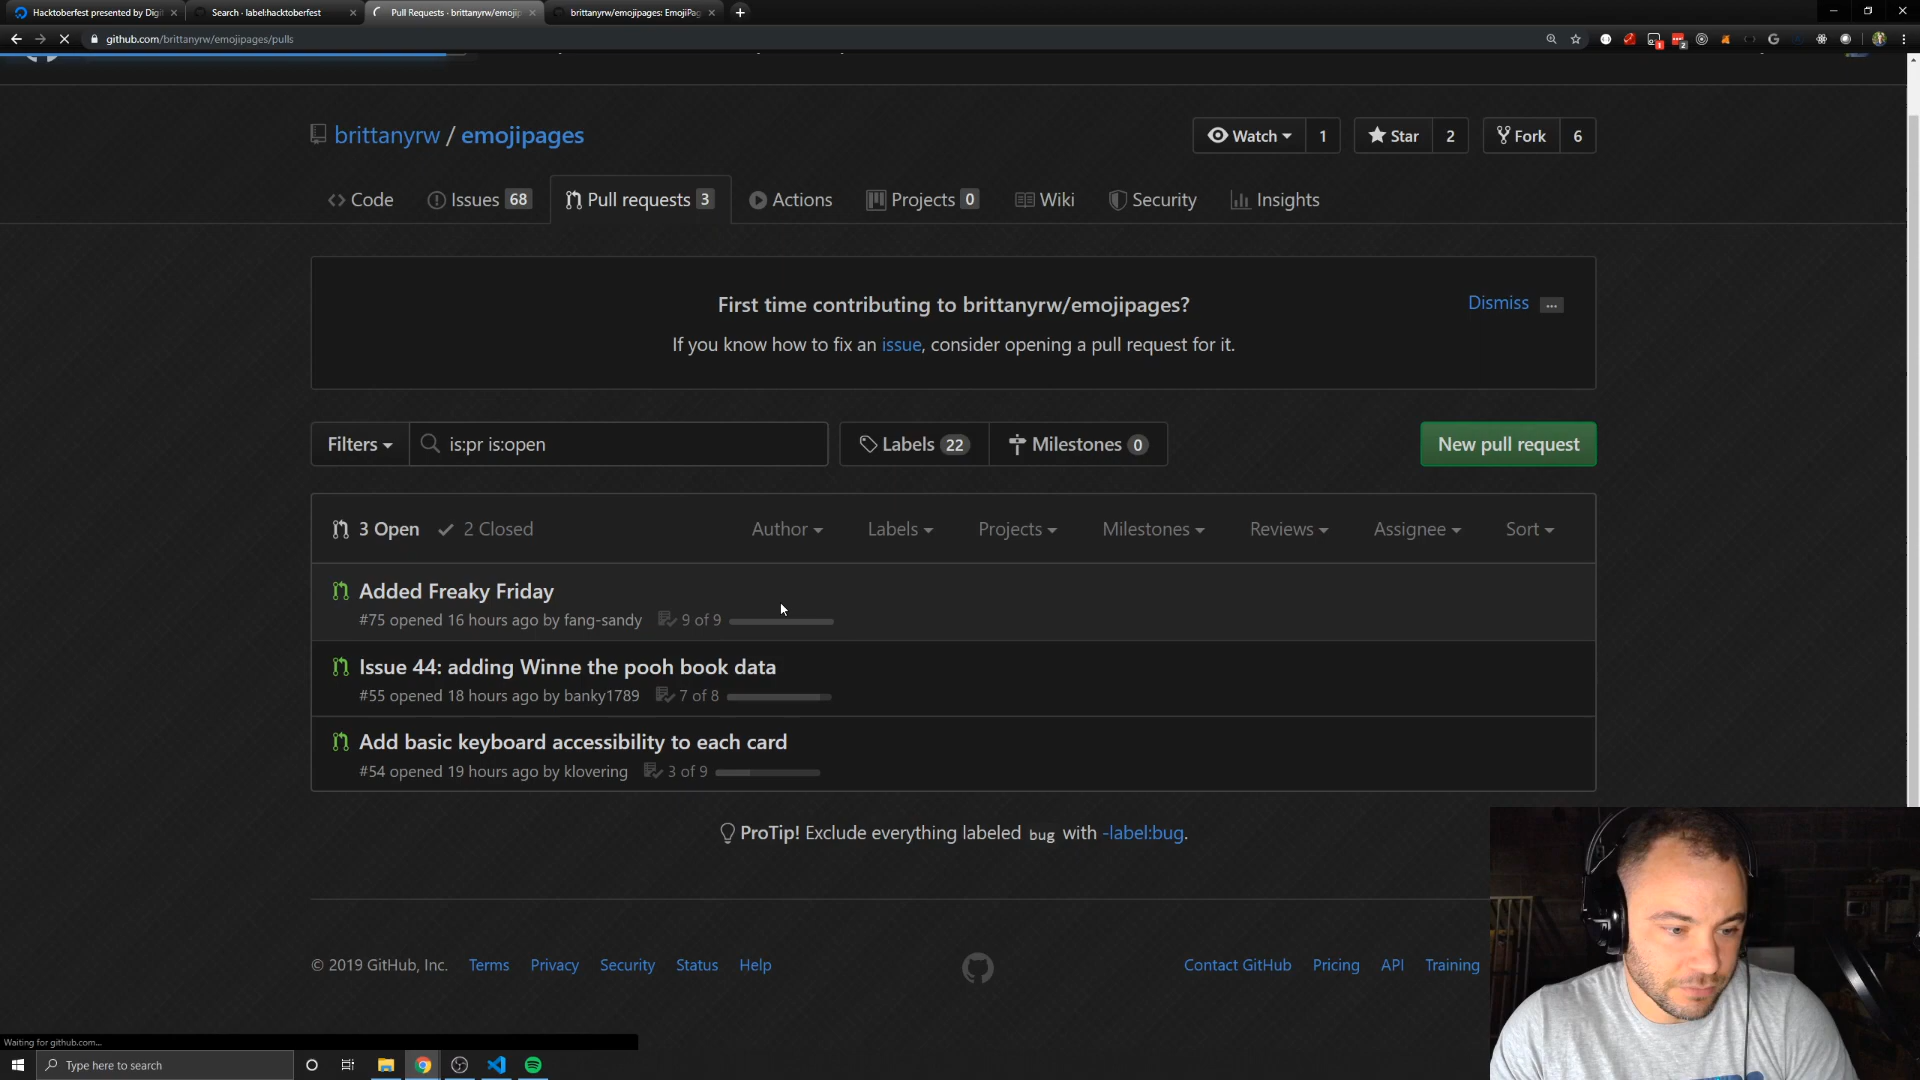 Hacktoberfest presented by Digit
Search · label:hacktoberfest
Pull Requests · brittanyrw/emojip
brittanyrw/emojipages: EmojiPag
github.com/brittanyrw/emojipages/pulls
brittanyrw / emojipages
Watch 1
Star 2
Fork 6
Code
Issues 68
Pull requests 3
Actions
Projects 0
Wiki
Security
Insights
First time contributing to brittanyrw/emojipages?
Dismiss ...
If you know how to fix an issue, consider opening a pull request for it.
Filters
is:pr is:open
Labels 22
Milestones 0
New pull request
3 Open
2 Closed
Author
Labels
Projects
Milestones
Reviews
Assignee
Sort
Added Freaky Friday
#75 opened 16 hours ago by fang-sandy 9 of 9
Issue 44: adding Winne the pooh book data
#55 opened 18 hours ago by banky1789 7 of 8
Add basic keyboard accessibility to each card
#54 opened 19 hours ago by klovering 3 of 9
ProTip! Exclude everything labeled bug with -label:bug.
© 2019 GitHub, Inc.
Terms
Privacy
Security
Status
Help
Contact GitHub
Pricing
API
Training
Waiting for github.com...
Type here to search